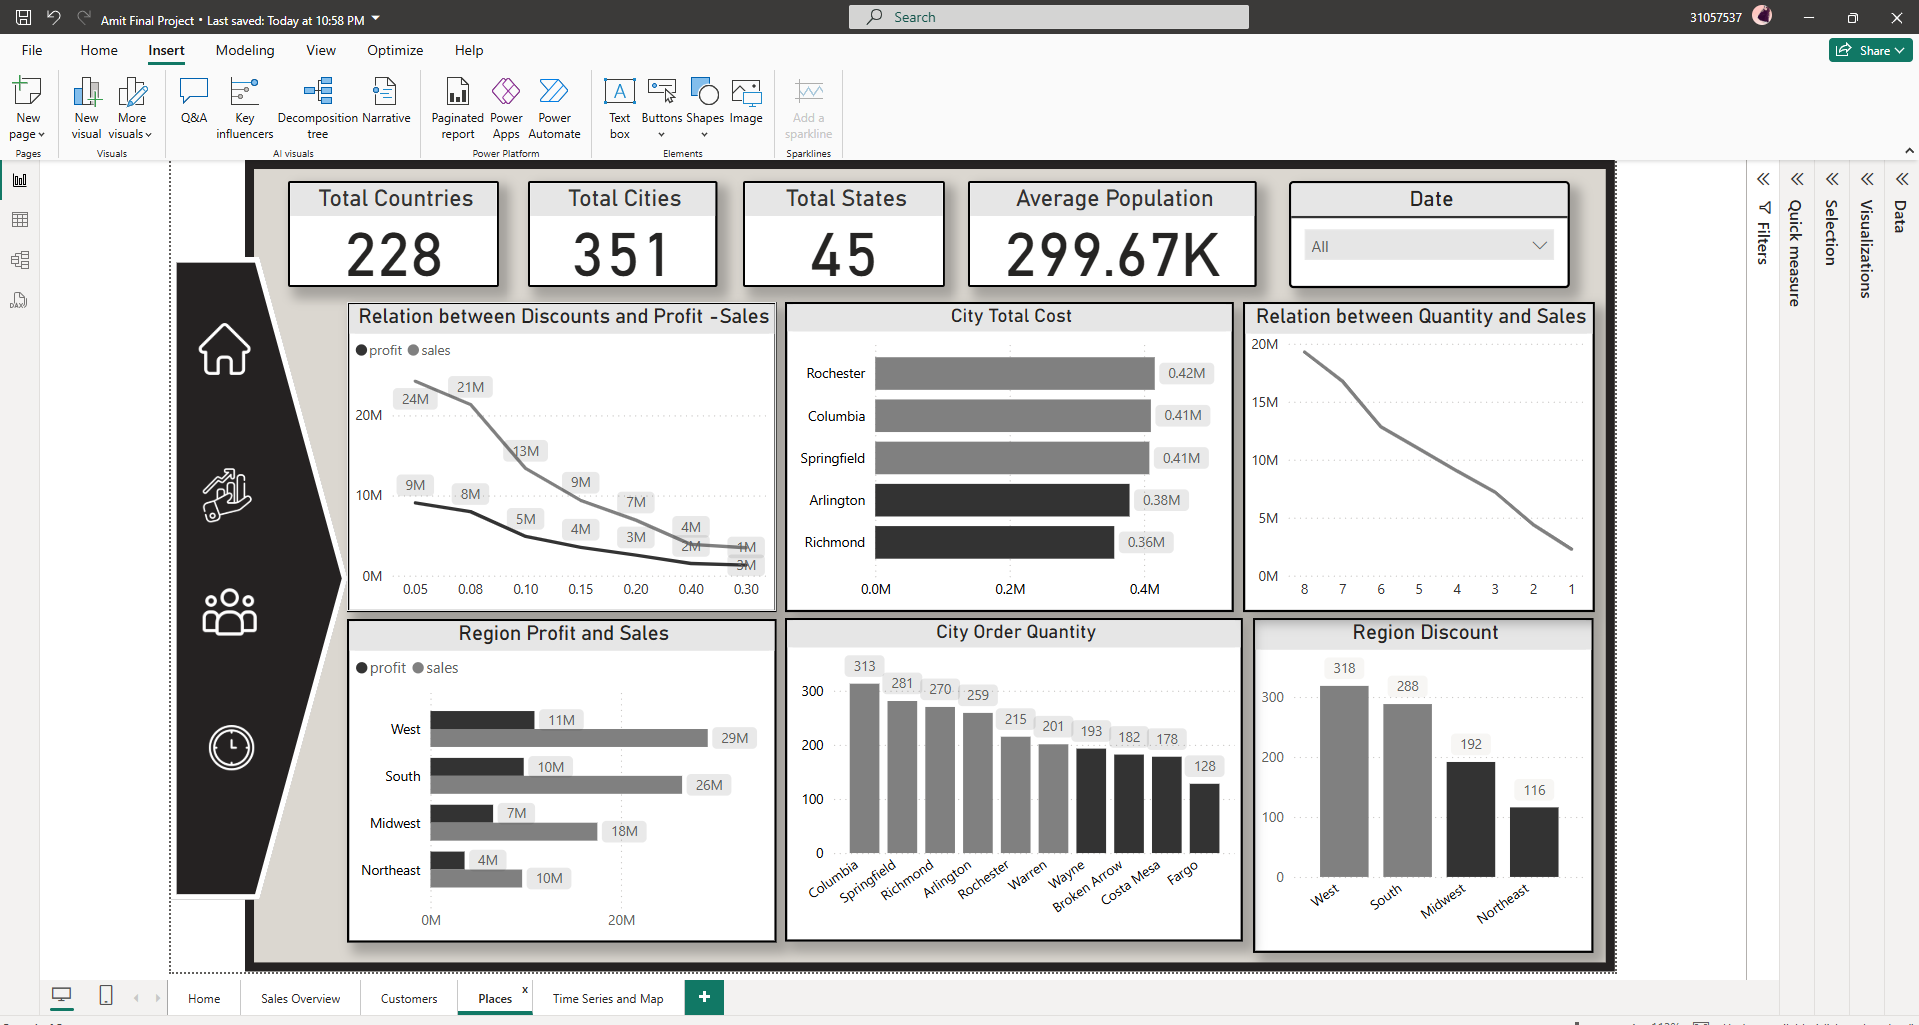 Amit Final Project • Last saved: Today at 10:58 PM
Search
31057537
File
Home
Insert
Modeling
View
Optimize
Help
Share
New page
New visual
More visuals
Q&A
Key influencers
Decomposition tree
Narrative
Paginated report
Power Apps
Power Automate
Text box
Buttons
Shapes
Image
Add a sparkline
Pages
Visuals
AI visuals
Power Platform
Elements
Sparklines
Total Countries
228
Total Cities
351
Total States
45
Average Population
299.67K
Date
All
Filters
Quick measure
Selection
Visualizations
Data
DAX
Relation between Discounts and Profit -Sales
profit sales
20M
10M
0M
24M
21M
13M
9M
7M
4M
1M
9M
8M
5M
4M
3M
2M
3M
0.05 0.08 0.10 0.15 0.20 0.40 0.30
City Total Cost
Rochester 0.42M
Columbia 0.41M
Springfield 0.41M
Arlington 0.38M
Richmond 0.36M
0.0M 0.2M 0.4M
Relation between Quantity and Sales
20M
15M
10M
5M
0M
8 7 6 5 4 3 2 1
Region Profit and Sales
profit sales
West 11M 29M
South 10M 26M
Midwest 7M 18M
Northeast 4M 10M
0M 20M
City Order Quantity
300
200
100
0
313 281 270 259 215 201 193 182 178 128
Columbia Springfield Richmond Arlington Rochester Warren Wayne Broken Arrow Costa Mesa Fargo
Region Discount
300
200
100
0
318 288 192 116
West South Midwest Northeast
Home
Sales Overview
Customers
Places
x
Time Series and Map
+